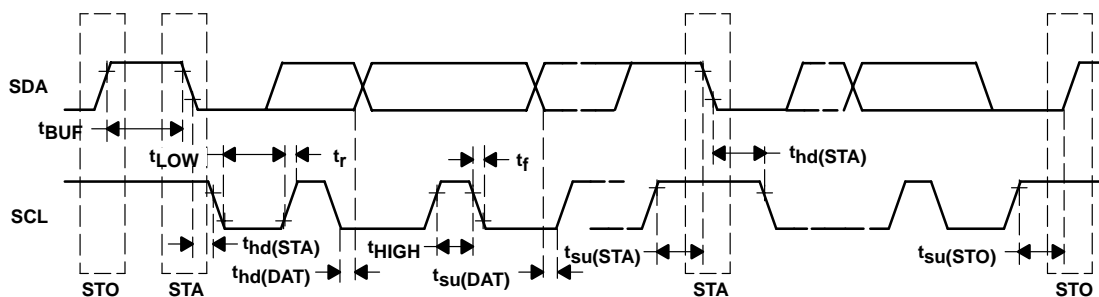 SDA
tBUF
tLOW
tr
tf
thd(STA)
SCL
thd(STA)
thd(DAT)
tHIGH
tsu(DAT)
tsu(STA)
tsu(STO)
STO
STA
STA
STO